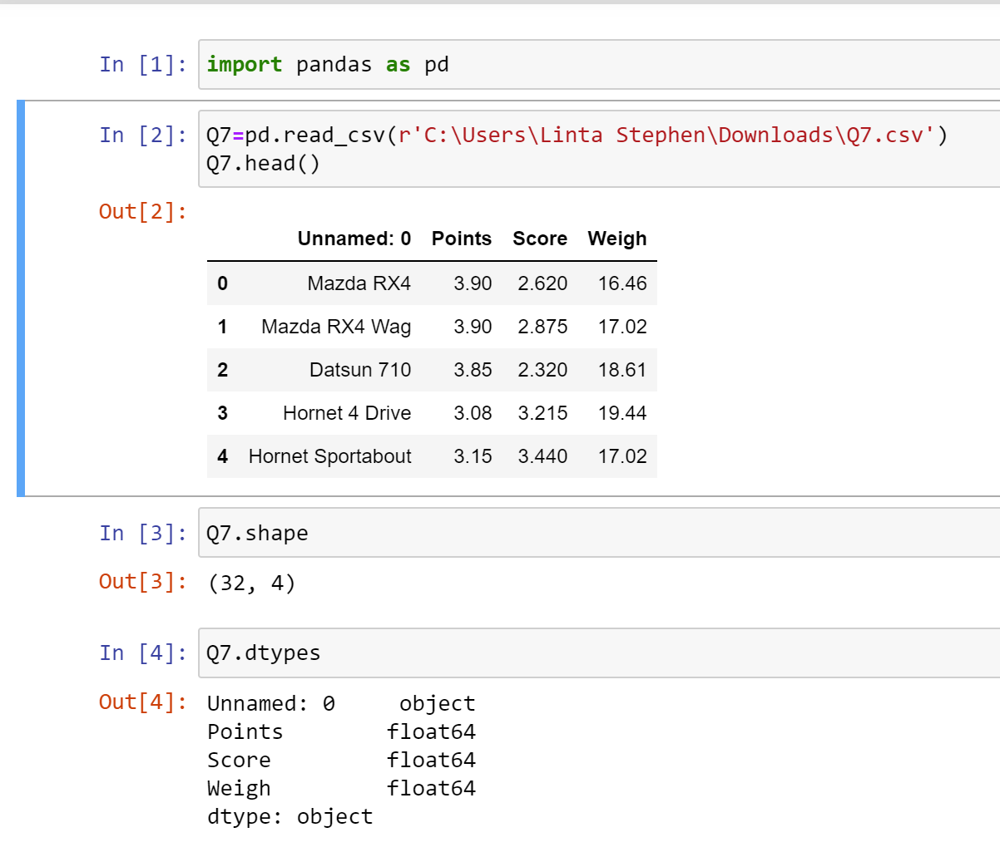 In [1]: import pandas as pd
In [2]: Q7=pd.read_csv(r'C:\Users\Linta Stephen\Downloads\Q7.csv')
Q7.head()
Out[2]:
Unnamed: 0 Points Score Weigh
0 Mazda RX4 3.90 2.620 16.46
1 Mazda RX4 Wag 3.90 2.875 17.02
2 Datsun 710 3.85 2.320 18.61
3 Hornet 4 Drive 3.08 3.215 19.44
4 Hornet Sportabout 3.15 3.440 17.02
In [3]: Q7.shape
Out[3]: (32, 4)
In [4]: Q7.dtypes
Out[4]: Unnamed: 0 object
Points float64
Score float64
Weigh float64
dtype: object